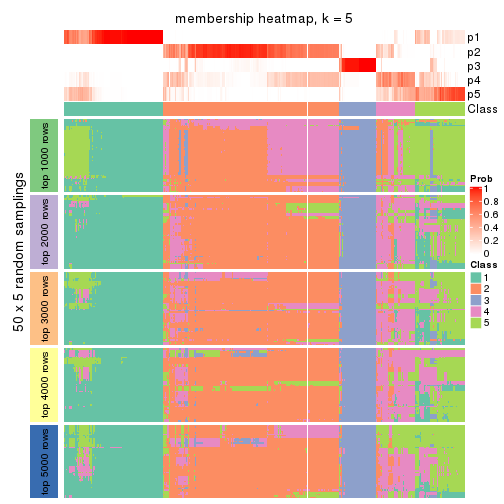 membership heatmap, k = 5
p1
p2
p3
p4
p5
Class
50 x 5 random samplings
top 1000 rows
top 2000 rows
top 3000 rows
top 4000 rows
top 5000 rows
Prob
1
0.8
0.6
0.4
0.2
0
Class
1
2
3
4
5